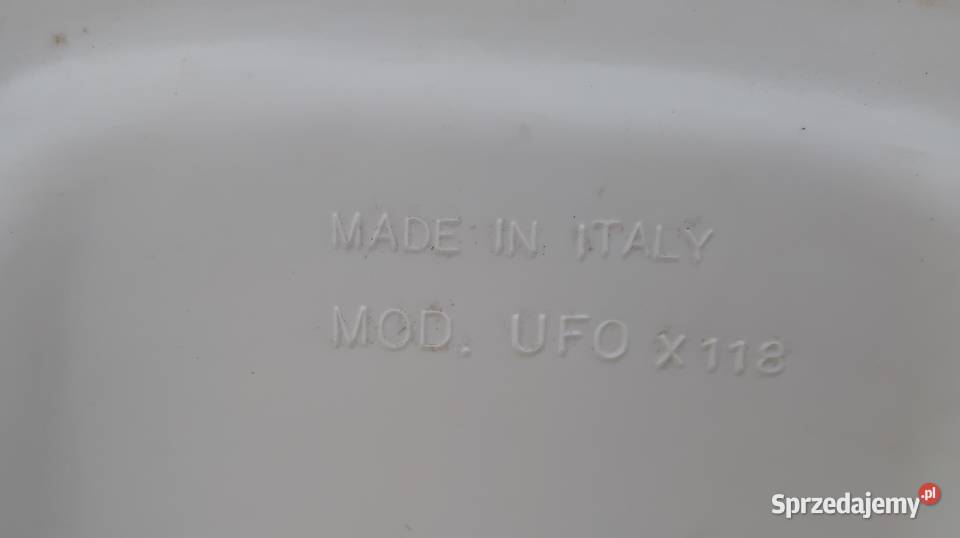 MADE IN ITALY
MOD. UFO X118
Sprzedajemy.pl